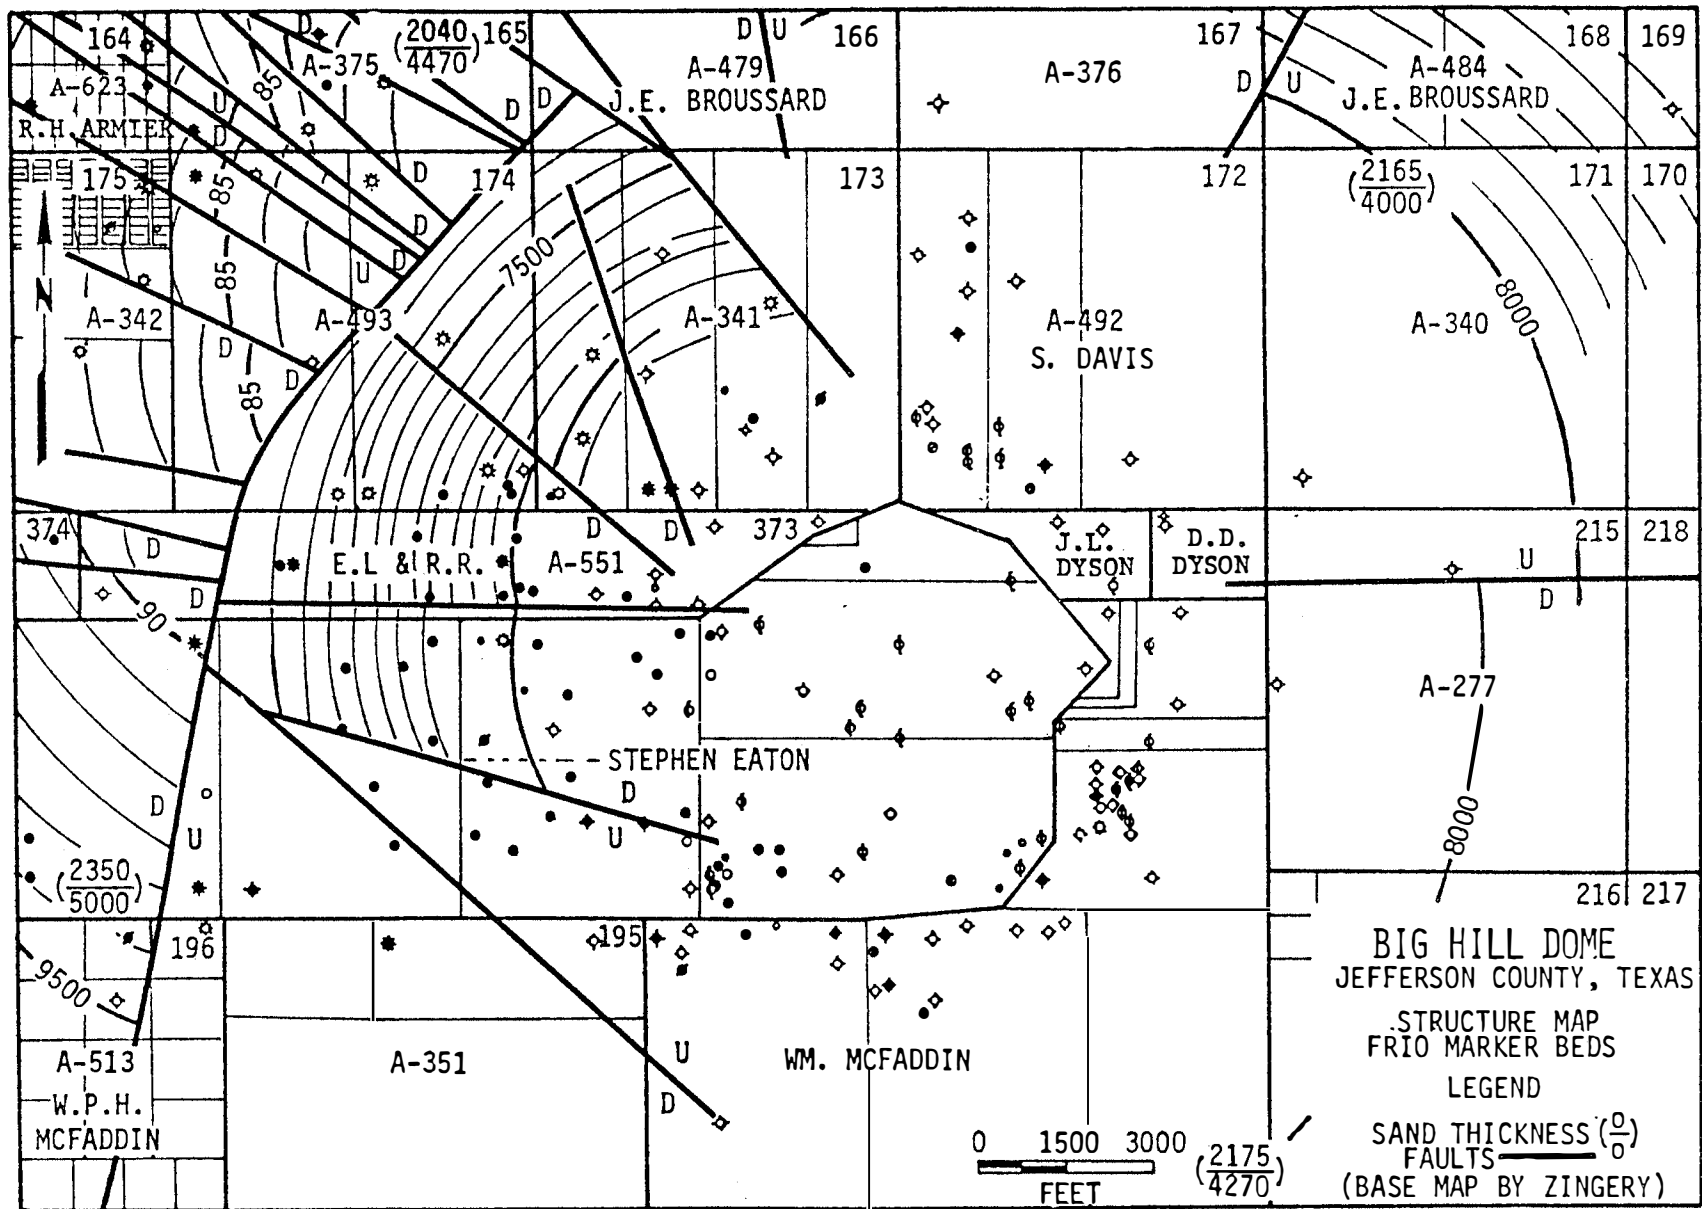 164
2040
4470
165
D U
166
167
168
169
A-623
A-375
A-479
A-376
A-484
R.H. ARMIER
85
U
D
D
D
D
J.E. BROUSSARD
D U
J.E. BROUSSARD
175
174
173
172
(2165
4000)
171
170
85
D
D
D
U
7500
N
85
A-342
A-493
A-341
A-492
8000
A-340
S. DAVIS
D
D
85
374
D
E.L & R.R.
A-551
D
D
373
J.L.
DYSON
D.D.
DYSON
215
218
U
D
D
90
A-277
STEPHEN EATON
D
U
D
U
8000
(2350
5000)
216
217
196
195
9500
BIG HILL DOME
JEFFERSON COUNTY, TEXAS
STRUCTURE MAP
FRIO MARKER BEDS
LEGEND
SAND THICKNESS (0
0)
FAULTS
(BASE MAP BY ZINGERY)
A-513
W.P.H.
MCFADDIN
A-351
U
D
WM. MCFADDIN
0 1500 3000
FEET
(2175
4270)